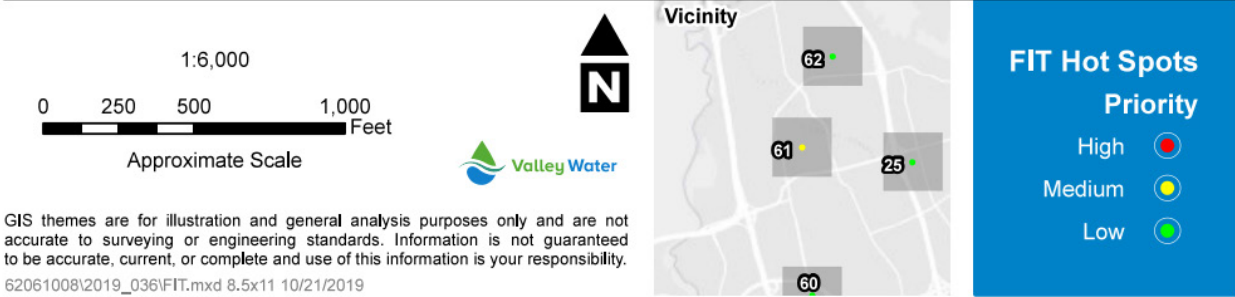 1:6,000
0 250 500 1,000
Feet
Approximate Scale
N
Valley Water
GIS themes are for illustration and general analysis purposes only and are not
accurate to surveying or engineering standards. Information is not guaranteed
to be accurate, current, or complete and use of this information is your responsibility.
62061008\2019_036\FIT.mxd 8.5x11 10/21/2019
Vicinity
62
61
25
60
FIT Hot Spots
Priority
High
Medium
Low